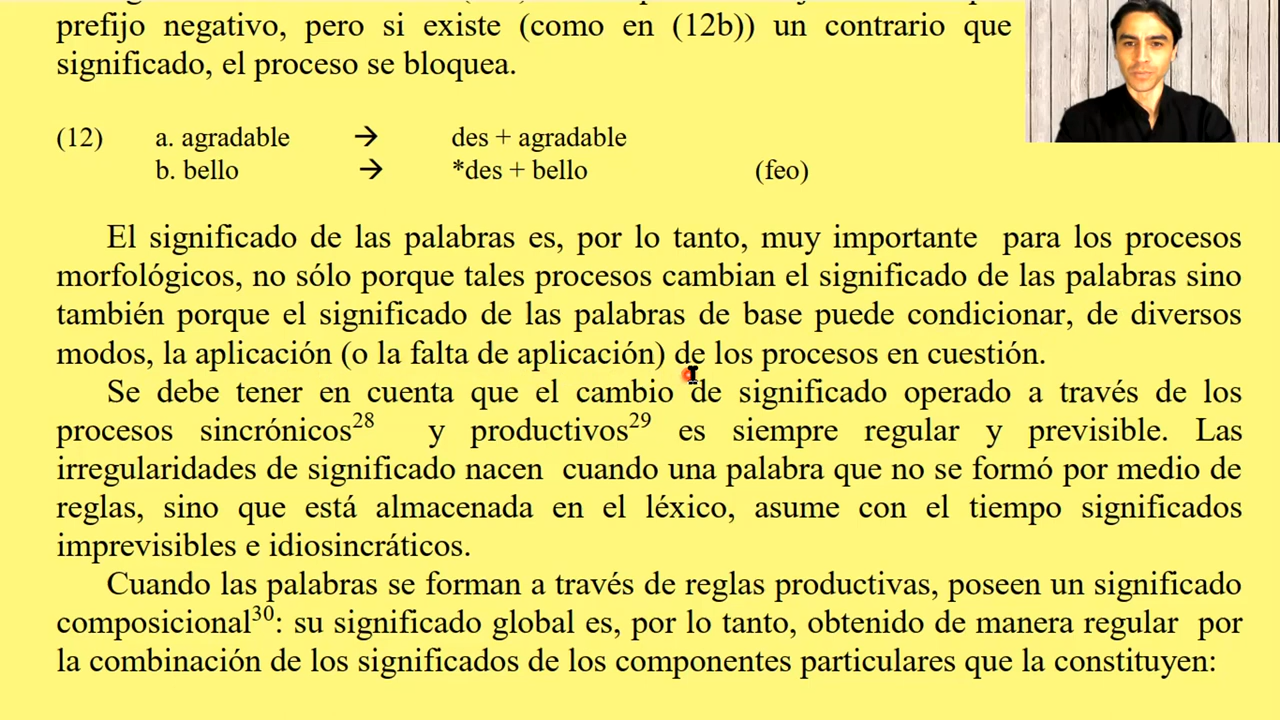 prefijo negativo, pero si existe (como en (12b)) un contrario que
significado, el proceso se bloquea.
(12) a. agradable → des + agradable
b. bello → *des + bello (feo)
El significado de las palabras es, por lo tanto, muy importante para los procesos
morfológicos, no sólo porque tales procesos cambian el significado de las palabras sino
también porque el significado de las palabras de base puede condicionar, de diversos
modos, la aplicación (o la falta de aplicación) de los procesos en cuestión.
Se debe tener en cuenta que el cambio de significado operado a través de los
procesos sincrónicos28 y productivos29 es siempre regular y previsible. Las
irregularidades de significado nacen cuando una palabra que no se formó por medio de
reglas, sino que está almacenada en el léxico, asume con el tiempo significados
imprevisibles e idiosincráticos.
Cuando las palabras se forman a través de reglas productivas, poseen un significado
composicional30: su significado global es, por lo tanto, obtenido de manera regular por
la combinación de los significados de los componentes particulares que la constituyen: